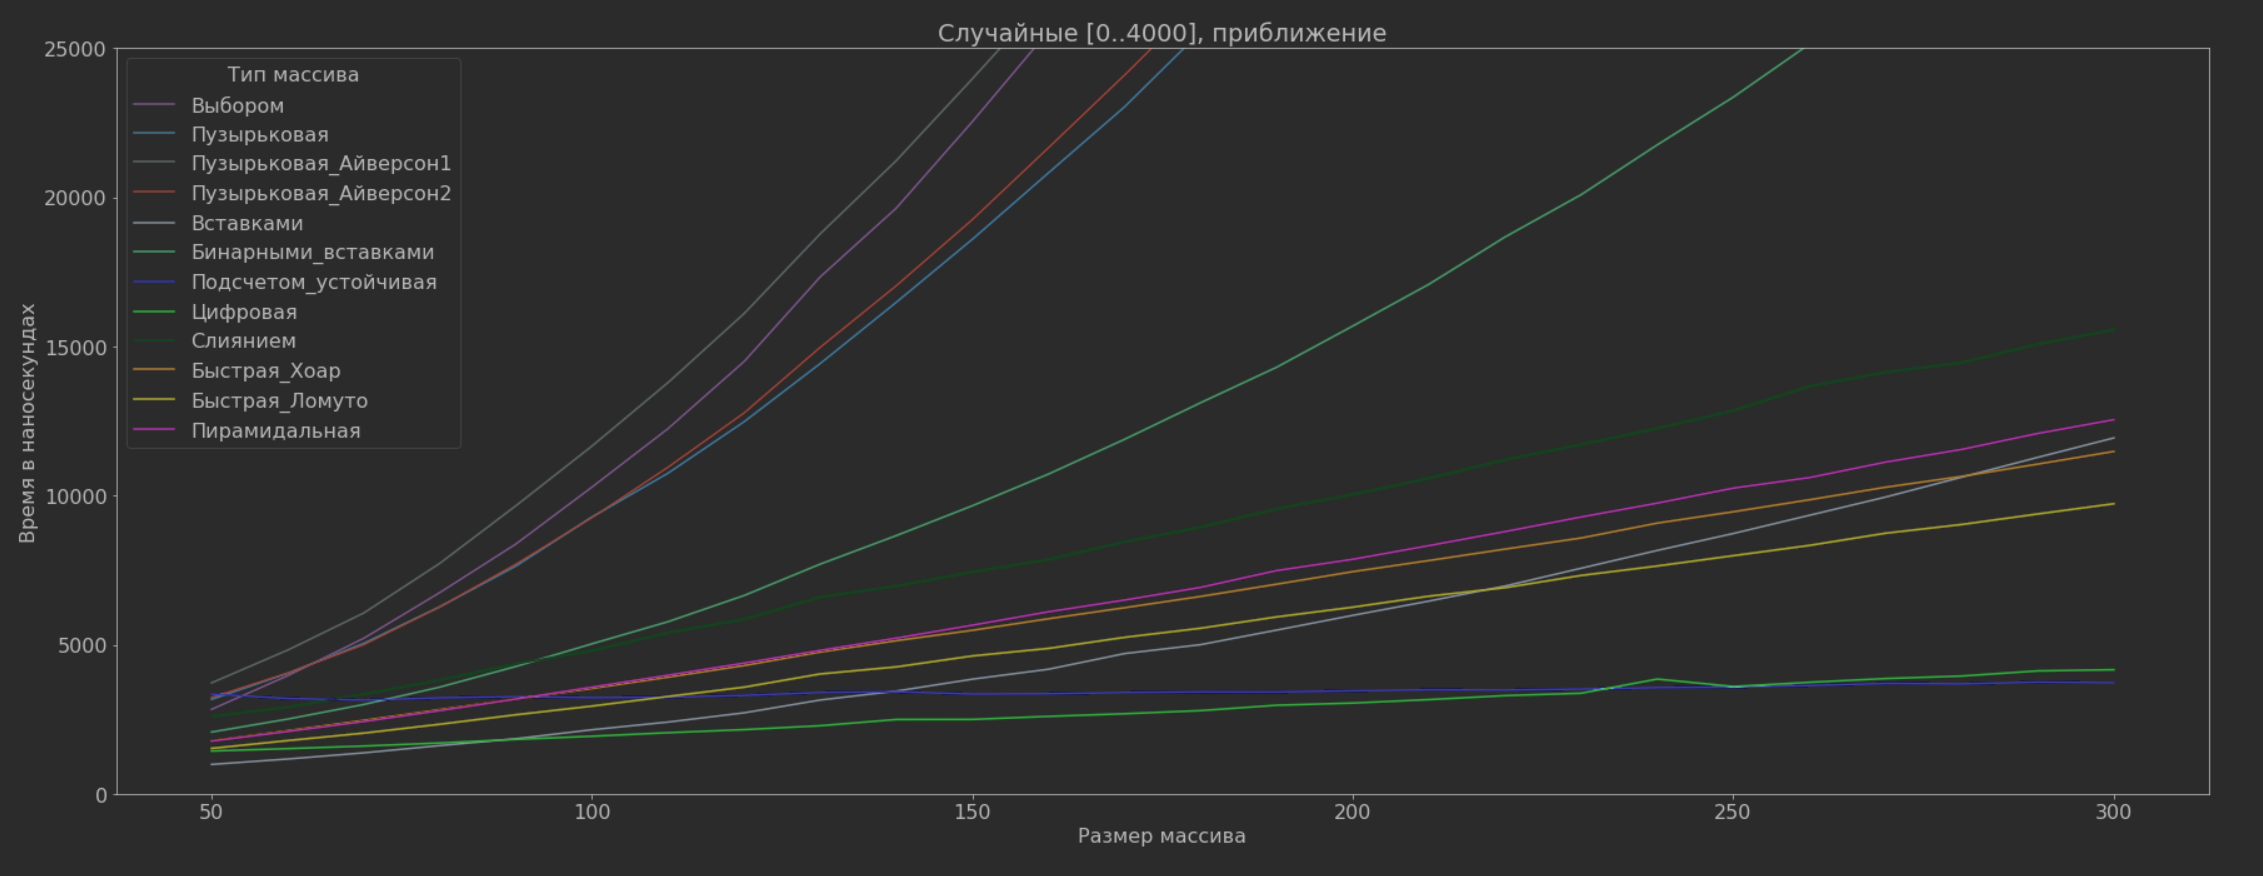 Случайные [0..4000], приближение
Время в наносекундах
25000
20000
15000
10000
5000
0
Тип массива
Выбором
Пузырьковая
Пузырьковая_Айверсон1
Пузырьковая_Айверсон2
Вставками
Бинарными_вставками
Подсчетом_устойчивая
Цифровая
Слиянием
Быстрая_Хоар
Быстрая_Ломуто
Пирамидальная
50 100 150 200 250 300
Размер массива